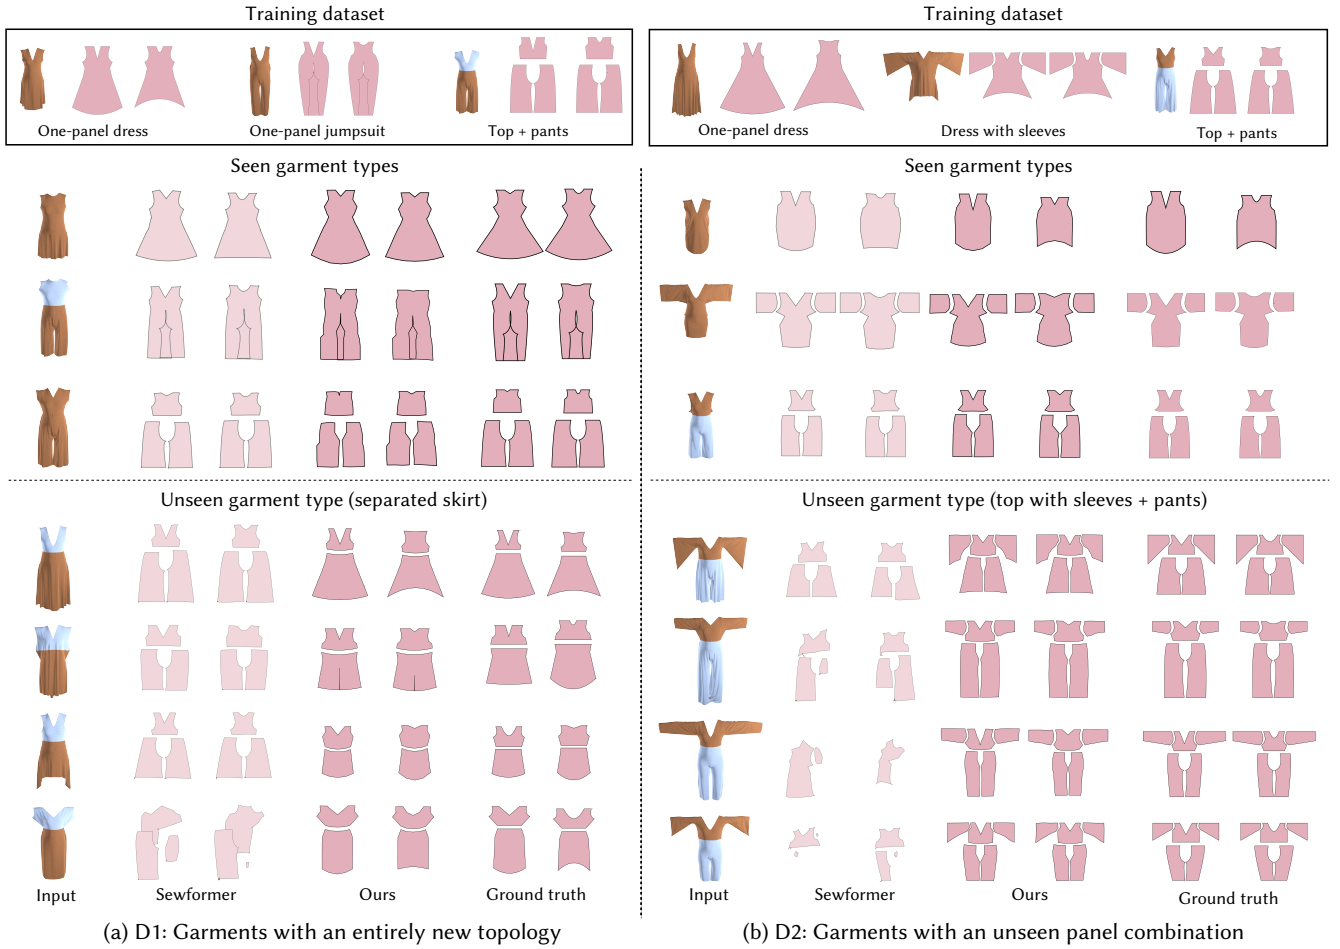 Training dataset
One-panel dress
One-panel jumpsuit
Top + pants
Seen garment types
Unseen garment type (separated skirt)
Input
Sewformer
Ours
Ground truth
(a) D1: Garments with an entirely new topology
Training dataset
One-panel dress
Dress with sleeves
Top + pants
Seen garment types
Unseen garment type (top with sleeves + pants)
Input
Sewformer
Ours
Ground truth
(b) D2: Garments with an unseen panel combination